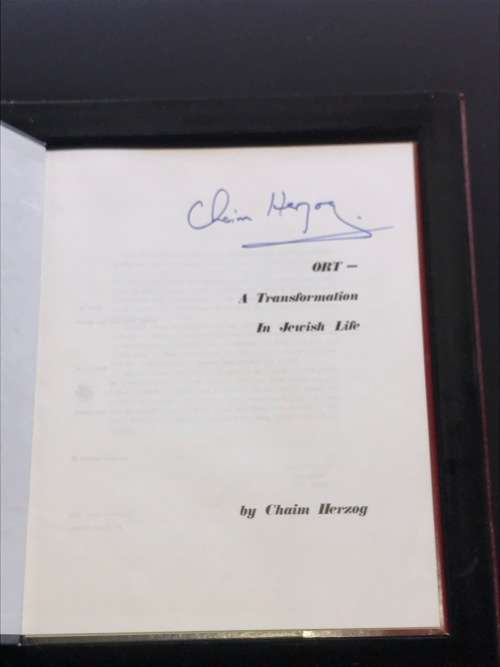 Chaim Herzog.
ORT —
A Transformation
In Jewish Life
by Chaim Herzog